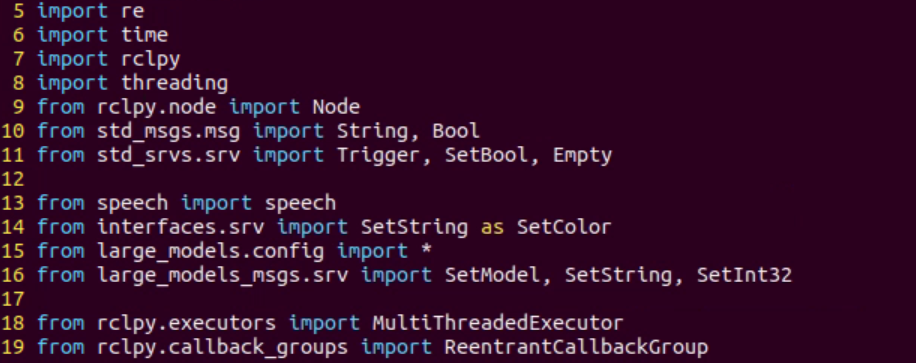 5 import re
6 import time
7 import rclpy
8 import threading
9 from rclpy.node import Node
10 from std_msgs.msg import String, Bool
11 from std_srvs.srv import Trigger, SetBool, Empty
12
13 from speech import speech
14 from interfaces.srv import SetString as SetColor
15 from large_models.config import *
16 from large_models_msgs.srv import SetModel, SetString, SetInt32
17
18 from rclpy.executors import MultiThreadedExecutor
19 from rclpy.callback_groups import ReentrantCallbackGroup